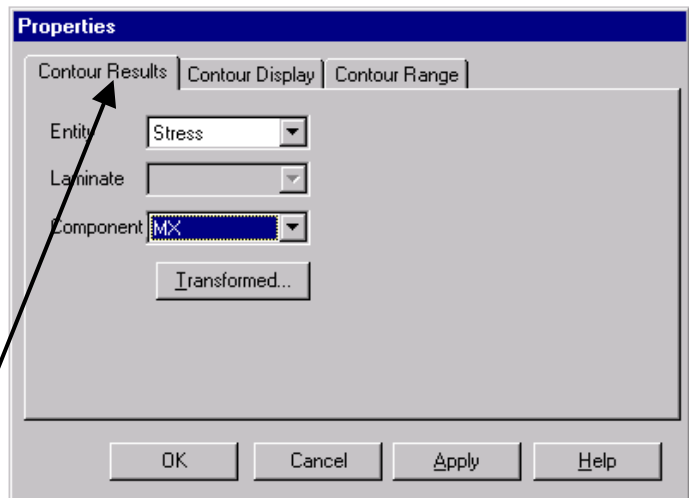 Properties
Contour Results Contour Display Contour Range
Entity Stress
Laminate
Component MX
Transformed...
OK Cancel Apply Help